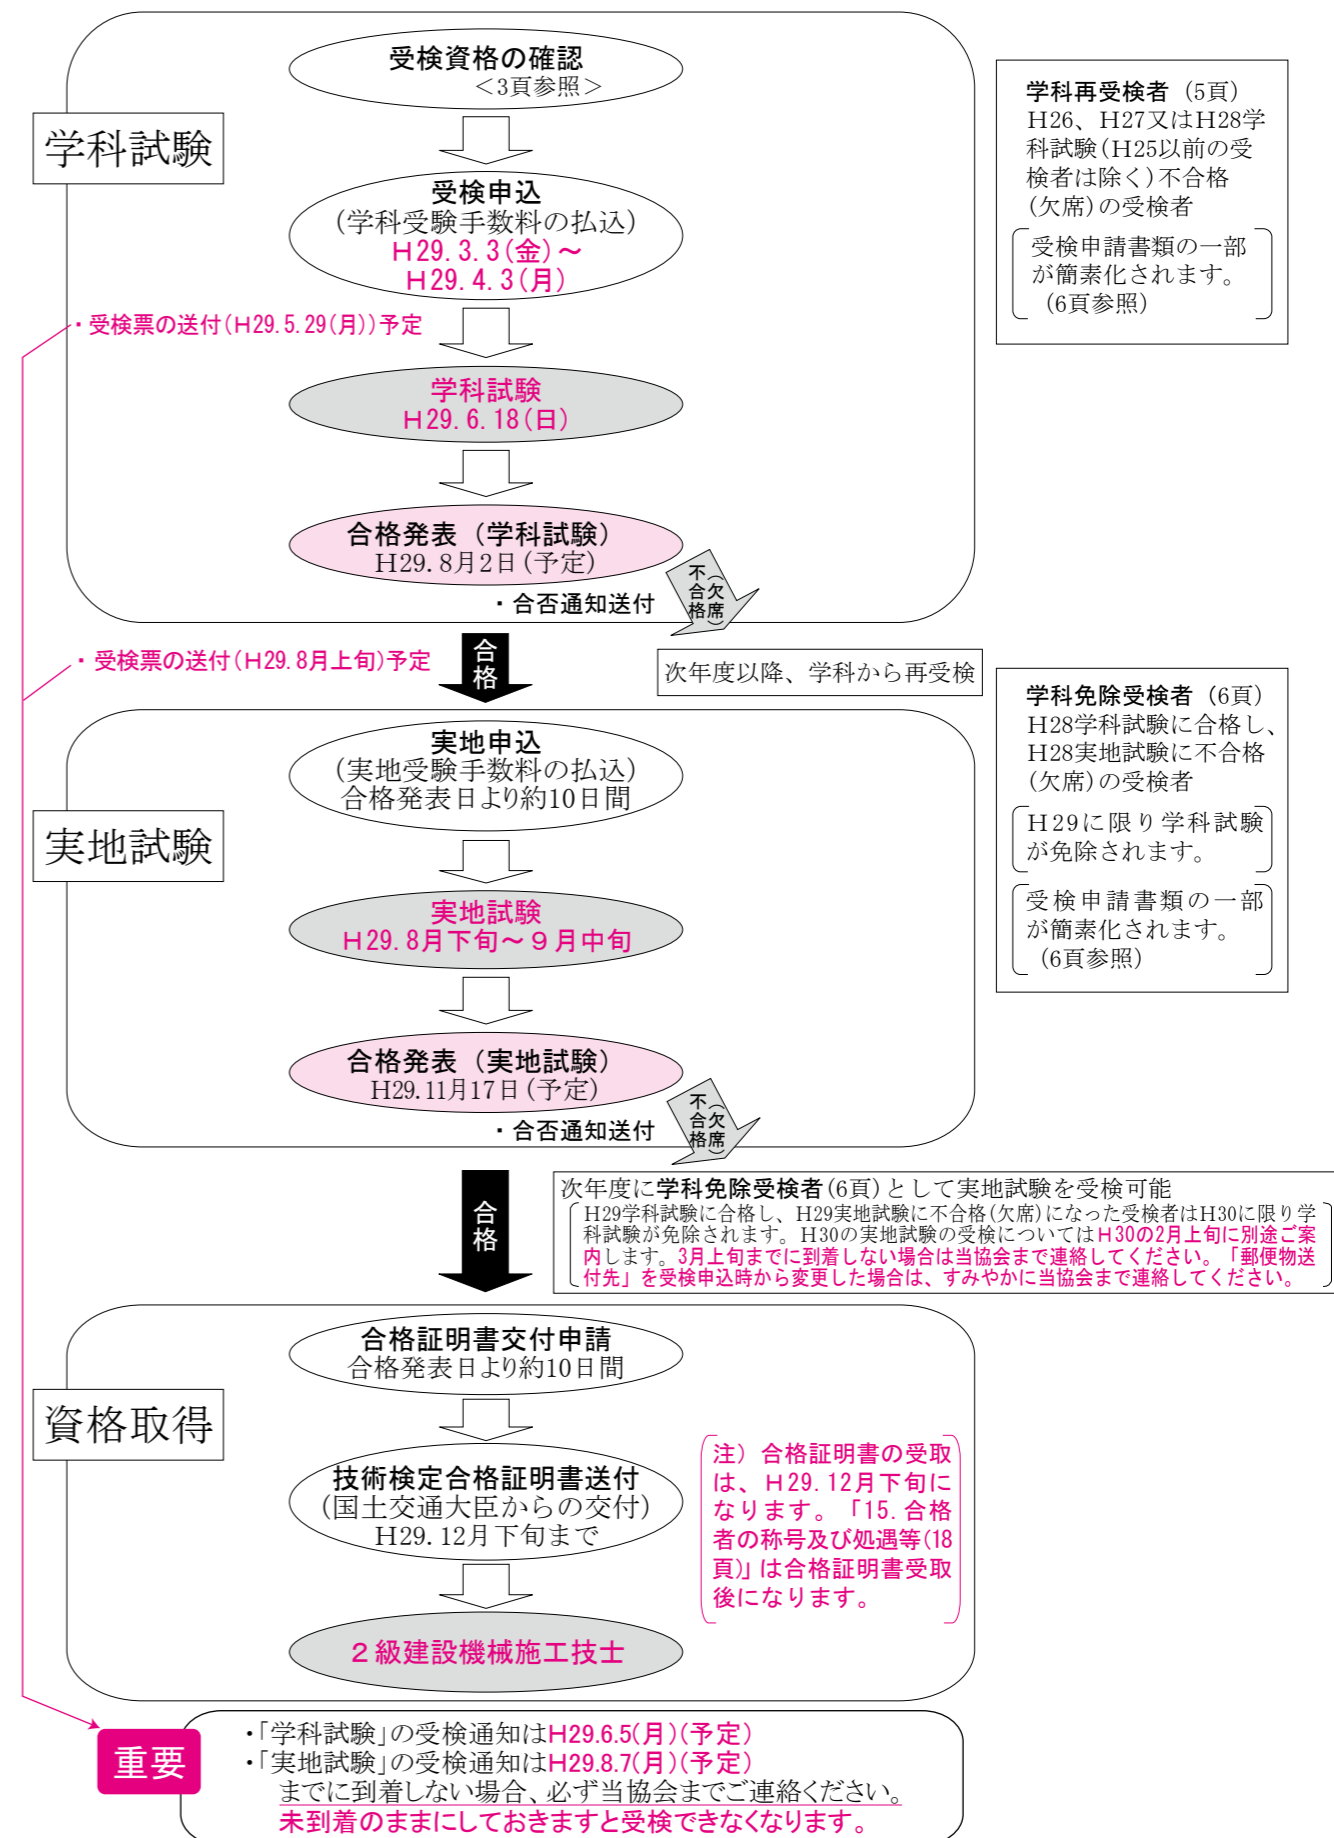 受検資格の確認
<3頁参照>
学科試験
受検申込
(学科受験手数料の払込)
H29.3.3(金)～
H29.4.3(月)
学科再受検者 (5頁)
H26、H27又はH28学
科試験(H25以前の受
検者は除く)不合格
(欠席)の受検者
受検申請書類の一部
が簡素化されます。
(6頁参照)
・受検票の送付(H29.5.29(月))予定
学科試験
H29.6.18(日)
合格発表 (学科試験)
H29.8月2日(予定)
・合否通知送付
不合格
(欠席)
・受検票の送付(H29.8月上旬)予定
合格
次年度以降、学科から再受検
実地試験
実地申込
(実地受験手数料の払込)
合格発表日より約10日間
学科免除受検者 (6頁)
H28学科試験に合格し、
H28実地試験に不合格
(欠席)の受検者
H29に限り学科試験
が免除されます。
受検申請書類の一部
が簡素化されます。
(6頁参照)
実地試験
H29.8月下旬～９月中旬
合格発表 (実地試験)
H29.11月17日(予定)
・合否通知送付
不合格
(欠席)
合格
次年度に学科免除受検者(6頁)として実地試験を受検可能
H29学科試験に合格し、H29実地試験に不合格(欠席)になった受検者はH30に限り学
科試験が免除されます。H30の実地試験の受検についてはH30の2月上旬に別途ご案
内します。3月上旬までに到着しない場合は当協会まで連絡してください。「郵便物送
付先」を受検申込時から変更した場合は、すみやかに当協会まで連絡してください。
資格取得
合格証明書交付申請
合格発表日より約10日間
技術検定合格証明書送付
(国土交通大臣からの交付)
H29.12月下旬まで
注) 合格証明書の受取
は、H29.12月下旬に
なります。「15.合格
者の称号及び処遇等(18
頁)」は合格証明書受取
後になります。
２級建設機械施工技士
重要
・「学科試験」の受検通知はH29.6.5(月)(予定)
・「実地試験」の受検通知はH29.8.7(月)(予定)
までに到着しない場合、必ず当協会までご連絡ください。
未到着のままにしておきますと受検できなくなります。